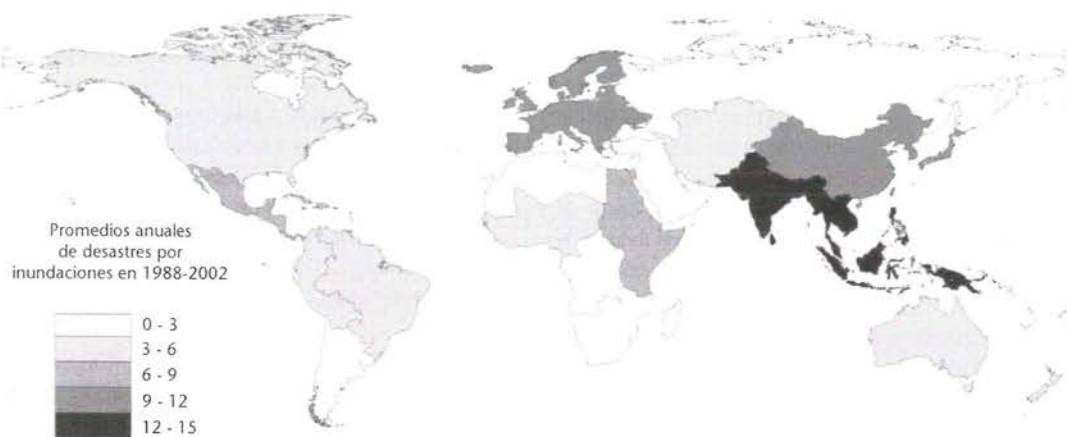 Promedios anuales
de desastres por
inundaciones en 1988-2002
0 - 3
3 - 6
6 - 9
9 - 12
12 - 15